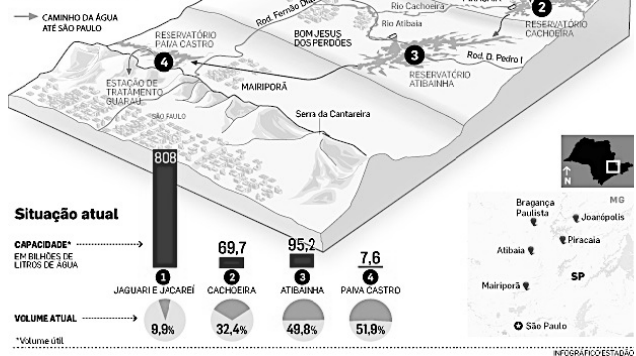 CAMINHO DA ÁGUA
ATÉ SÃO PAULO
Rod. Fernão Dias
Rio Cachoeira
Rio Atibaia
2
RESERVATÓRIO
CACHOEIRA
RESERVATÓRIO
PAIVA CASTRO
4
BOM JESUS
DOS PERDÕES
3
Rod. D. Pedro I
RESERVATÓRIO
ATIBAINHA
ESTAÇÃO DE
TRATAMENTO
GUARAÚ
MAIRIPORÃ
SÃO PAULO
Serra da Cantareira
808
N
Situação atual
MG
Bragança
Paulista
Joanópolis
Piracaia
Atibaia
SP
Mairiporã
São Paulo
CAPACIDADE*
EM BILHÕES DE
LITROS DE ÁGUA
69,7
95,2
7,6
1
2
3
4
JAGUARI E JACAREÍ
CACHOEIRA
ATIBAINHA
PAIVA CASTRO
VOLUME ATUAL
9,9%
32,4%
49,8%
51,9%
*Volume útil
INFOGRÁFICO/ESTADÃO